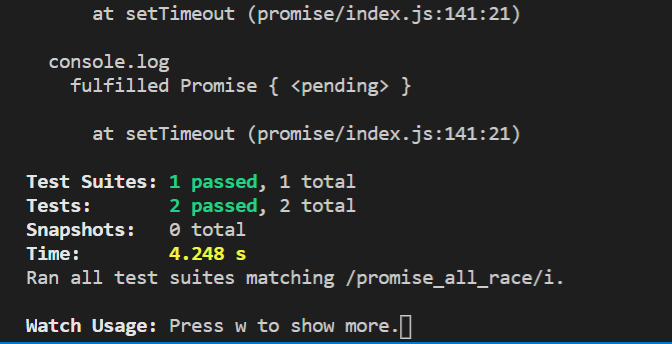 at setTimeout (promise/index.js:141:21)
console.log
fulfilled Promise { <pending> }
at setTimeout (promise/index.js:141:21)
Test Suites: 1 passed, 1 total
Tests: 2 passed, 2 total
Snapshots: 0 total
Time: 4.248 s
Ran all test suites matching /promise_all_race/i.
Watch Usage: Press w to show more.